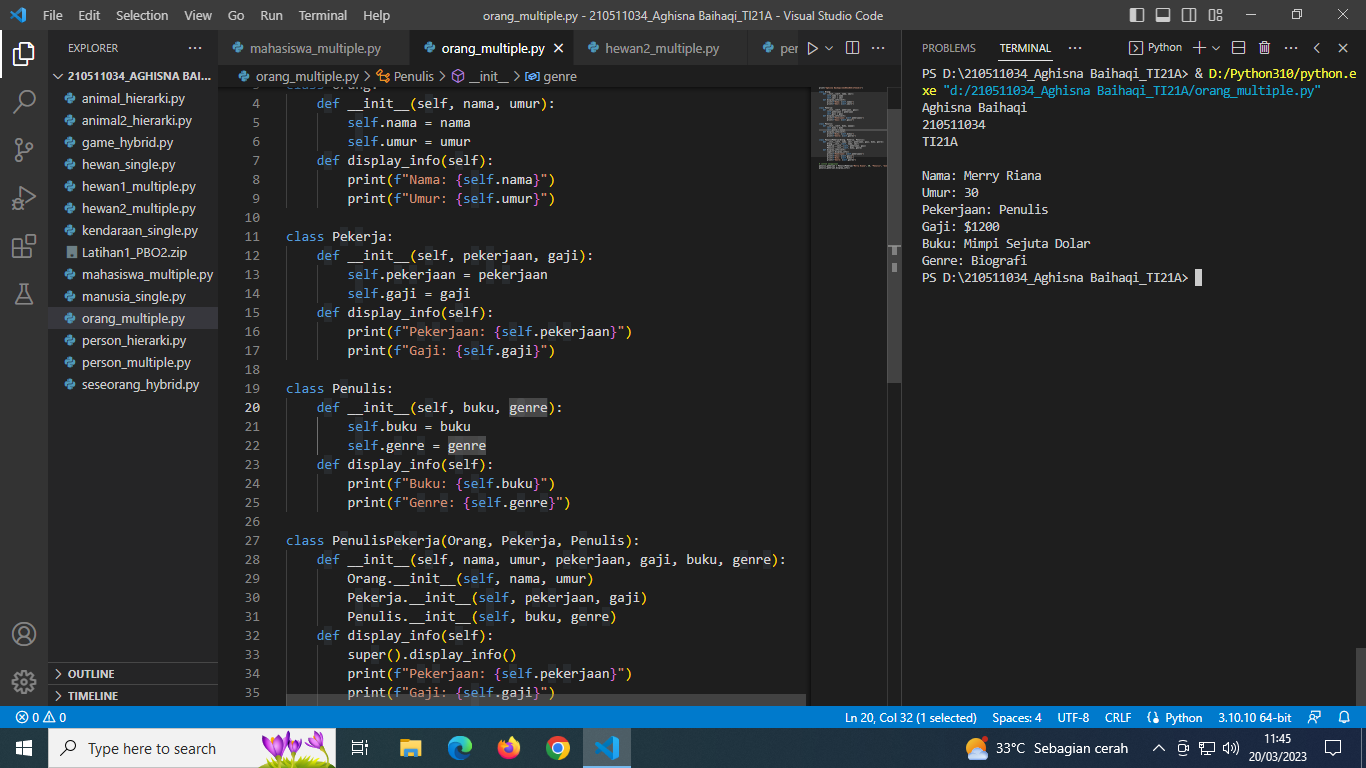 File Edit Selection View Go Run Terminal Help
orang_multiple.py - 210511034_Aghisna Baihaqi_TI21A - Visual Studio Code
EXPLORER
210511034_AGHISNA BAI...
animal_hierarki.py
animal2_hierarki.py
game_hybrid.py
hewan_single.py
hewan1_multiple.py
hewan2_multiple.py
kendaraan_single.py
Latihan1_PBO2.zip
mahasiswa_multiple.py
manusia_single.py
orang_multiple.py
person_hierarki.py
person_multiple.py
seseorang_hybrid.py
OUTLINE
TIMELINE
mahasiswa_multiple.py orang_multiple.py hewan2_multiple.py per
orang_multiple.py > Penulis > __init__ > genre
class Orang:
4 def __init__(self, nama, umur):
5 self.nama = nama
6 self.umur = umur
7 def display_info(self):
8 print(f"Nama: {self.nama}")
9 print(f"Umur: {self.umur}")
10
11 class Pekerja:
12 def __init__(self, pekerjaan, gaji):
13 self.pekerjaan = pekerjaan
14 self.gaji = gaji
15 def display_info(self):
16 print(f"Pekerjaan: {self.pekerjaan}")
17 print(f"Gaji: {self.gaji}")
18
19 class Penulis:
20 def __init__(self, buku, genre):
21 self.buku = buku
22 self.genre = genre
23 def display_info(self):
24 print(f"Buku: {self.buku}")
25 print(f"Genre: {self.genre}")
26
27 class PenulisPekerja(Orang, Pekerja, Penulis):
28 def __init__(self, nama, umur, pekerjaan, gaji, buku, genre):
29 Orang.__init__(self, nama, umur)
30 Pekerja.__init__(self, pekerjaan, gaji)
31 Penulis.__init__(self, buku, genre)
32 def display_info(self):
33 super().display_info()
34 print(f"Pekerjaan: {self.pekerjaan}")
35 print(f"Gaji: {self.gaji}")
PROBLEMS TERMINAL
Python
PS D:\210511034_Aghisna Baihaqi_TI21A> & D:/Python310/python.e
xe "d:/210511034_Aghisna Baihaqi_TI21A/orang_multiple.py"
Aghisna Baihaqi
210511034
TI21A
Nama: Merry Riana
Umur: 30
Pekerjaan: Penulis
Gaji: $1200
Buku: Mimpi Sejuta Dolar
Genre: Biografi
PS D:\210511034_Aghisna Baihaqi_TI21A>
0 0
Ln 20, Col 32 (1 selected) Spaces: 4 UTF-8 CRLF Python 3.10.10 64-bit
Type here to search
33°C Sebagian cerah
11:45
20/03/2023